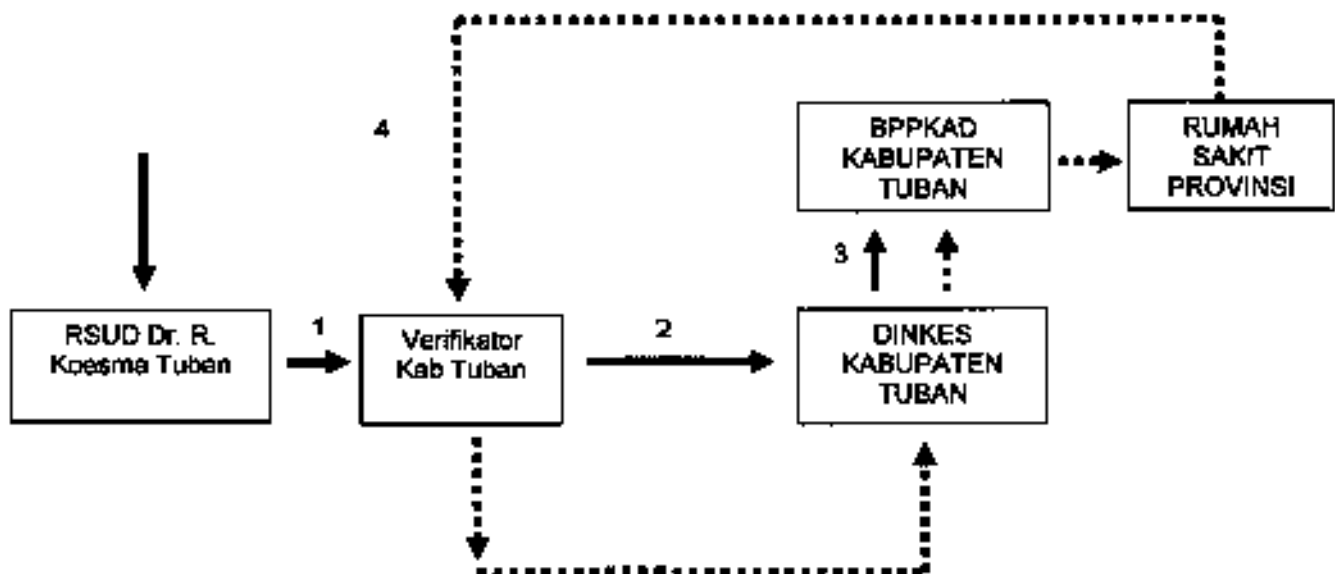 4
BPPKAD
KABUPATEN
TUBAN
RUMAH
SAKIT
PROVINSI
3
RSUD Dr. R.
Koesma Tuban
1
Verifikator
Kab Tuban
2
DINKES
KABUPATEN
TUBAN